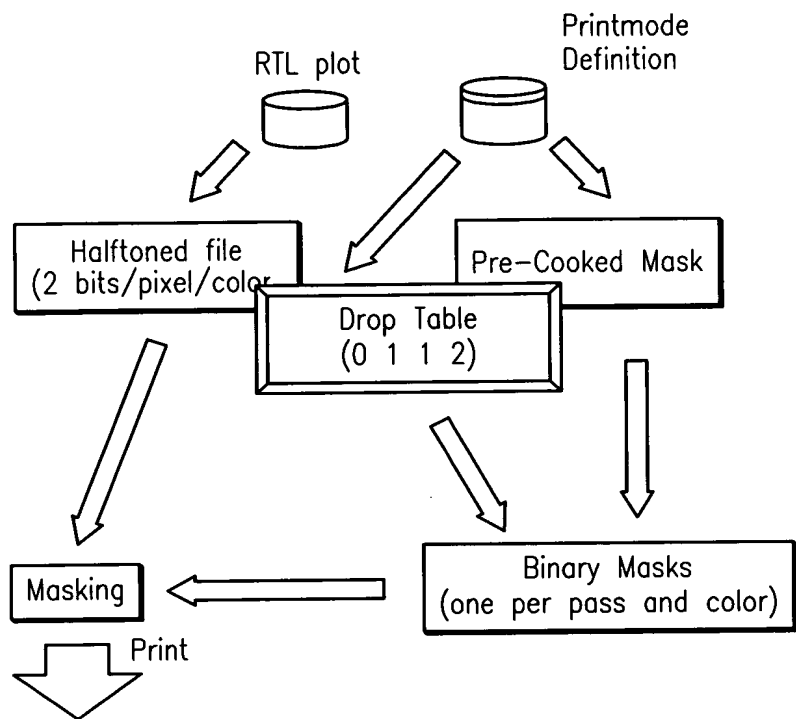 Printmode
Definition
RTL plot
Halftoned file
(2 bits/pixel/color
Pre-Cooked Mask
Drop Table
(0 1 1 2)
Binary Masks
(one per pass and color)
Masking
Print